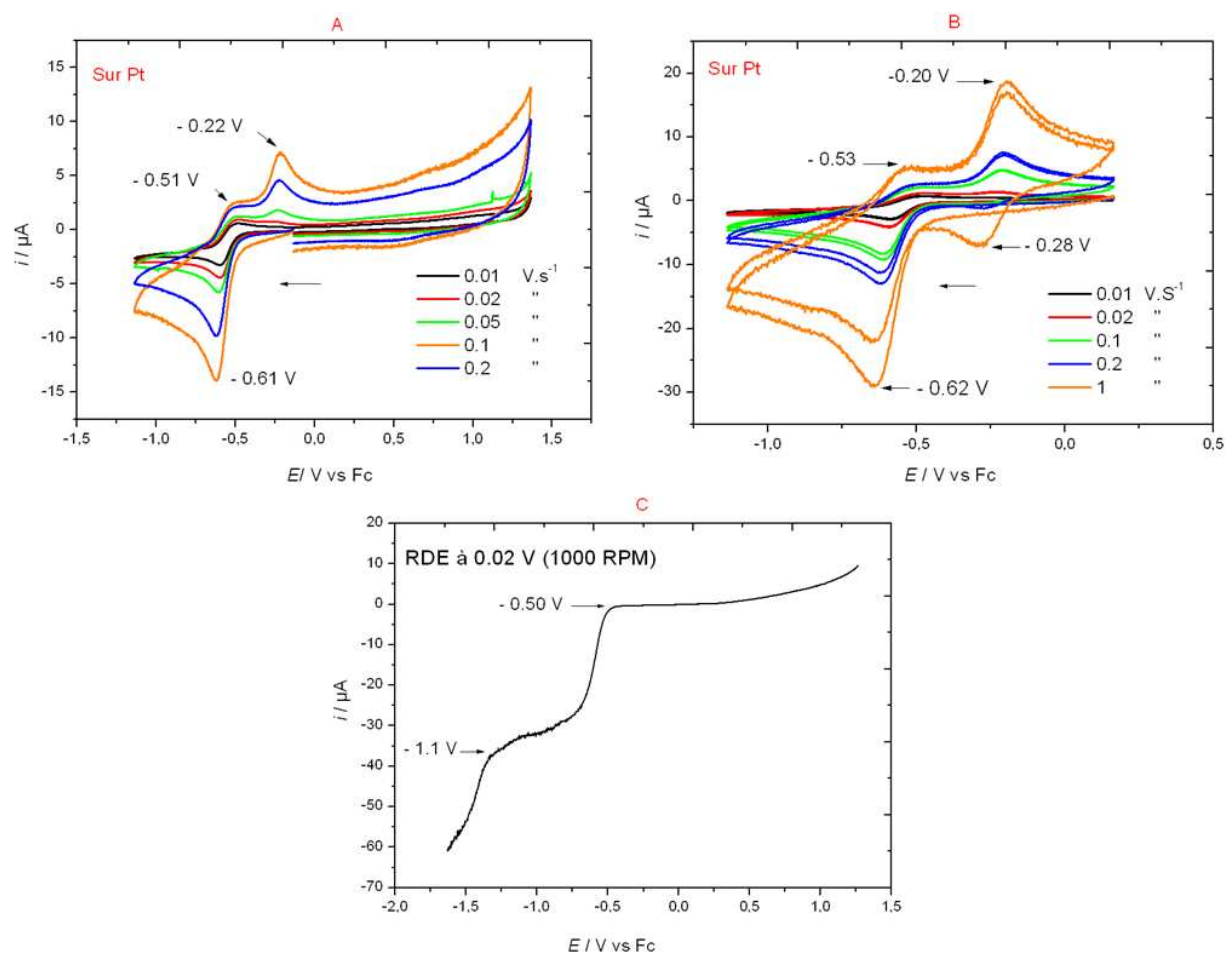 A
Sur Pt
- 0.22 V
- 0.51 V
- 0.61 V
0.01 V.s-1
0.02 "
0.05 "
0.1 "
0.2 "
15
10
5
0
-5
-10
-15
i / µA
-1,5 -1,0 -0,5 0,0 0,5 1,0 1,5
E/ V vs Fc
B
Sur Pt
-0.20 V
- 0.53
- 0.28 V
- 0.62 V
0.01 V.S-1
0.02 "
0.1 "
0.2 "
1 "
20
10
0
-10
-20
-30
i / µA
-1,0 -0,5 0,0 0,5
E / V vs Fc
C
RDE à 0.02 V (1000 RPM)
- 0.50 V
- 1.1 V
20
10
0
-10
-20
-30
-40
-50
-60
-70
i / µA
-2,0 -1,5 -1,0 -0,5 0,0 0,5 1,0 1,5
E / V vs Fc